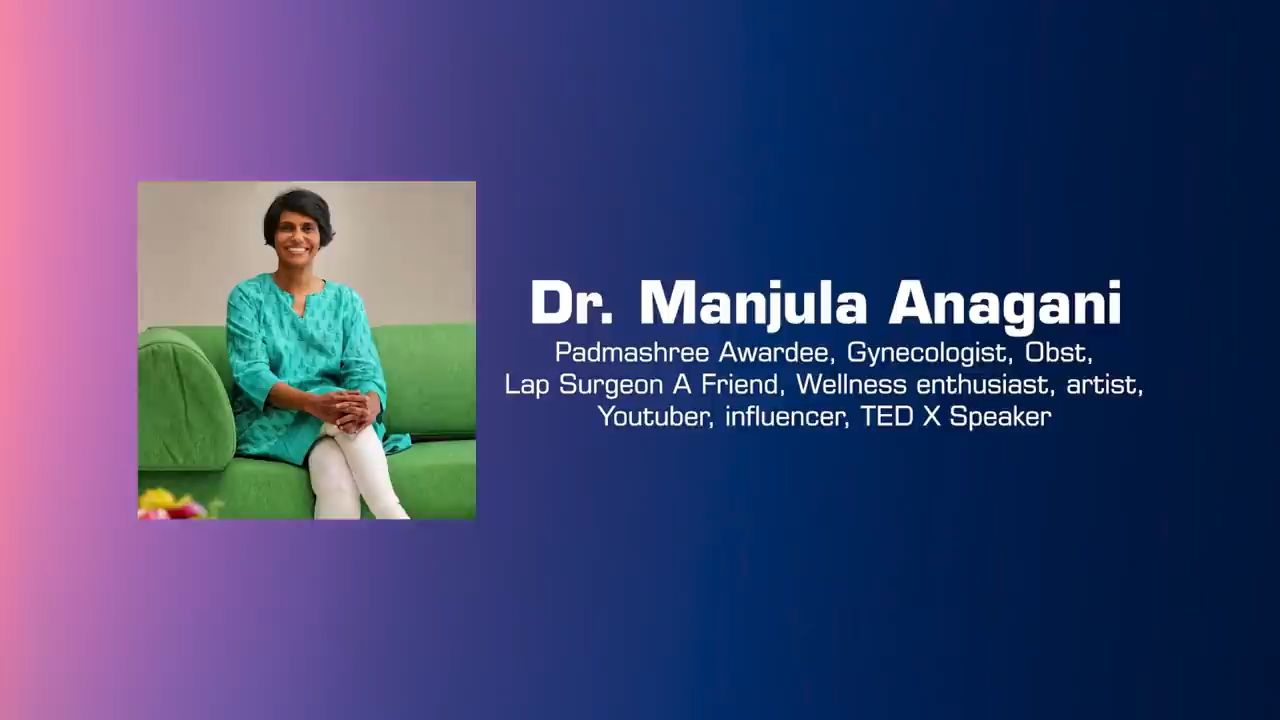 Dr. Manjula Anagani
Padmashree Awardee, Gynecologist, Obst,
Lap Surgeon A Friend, Wellness enthusiast, artist,
Youtuber, influencer, TED X Speaker